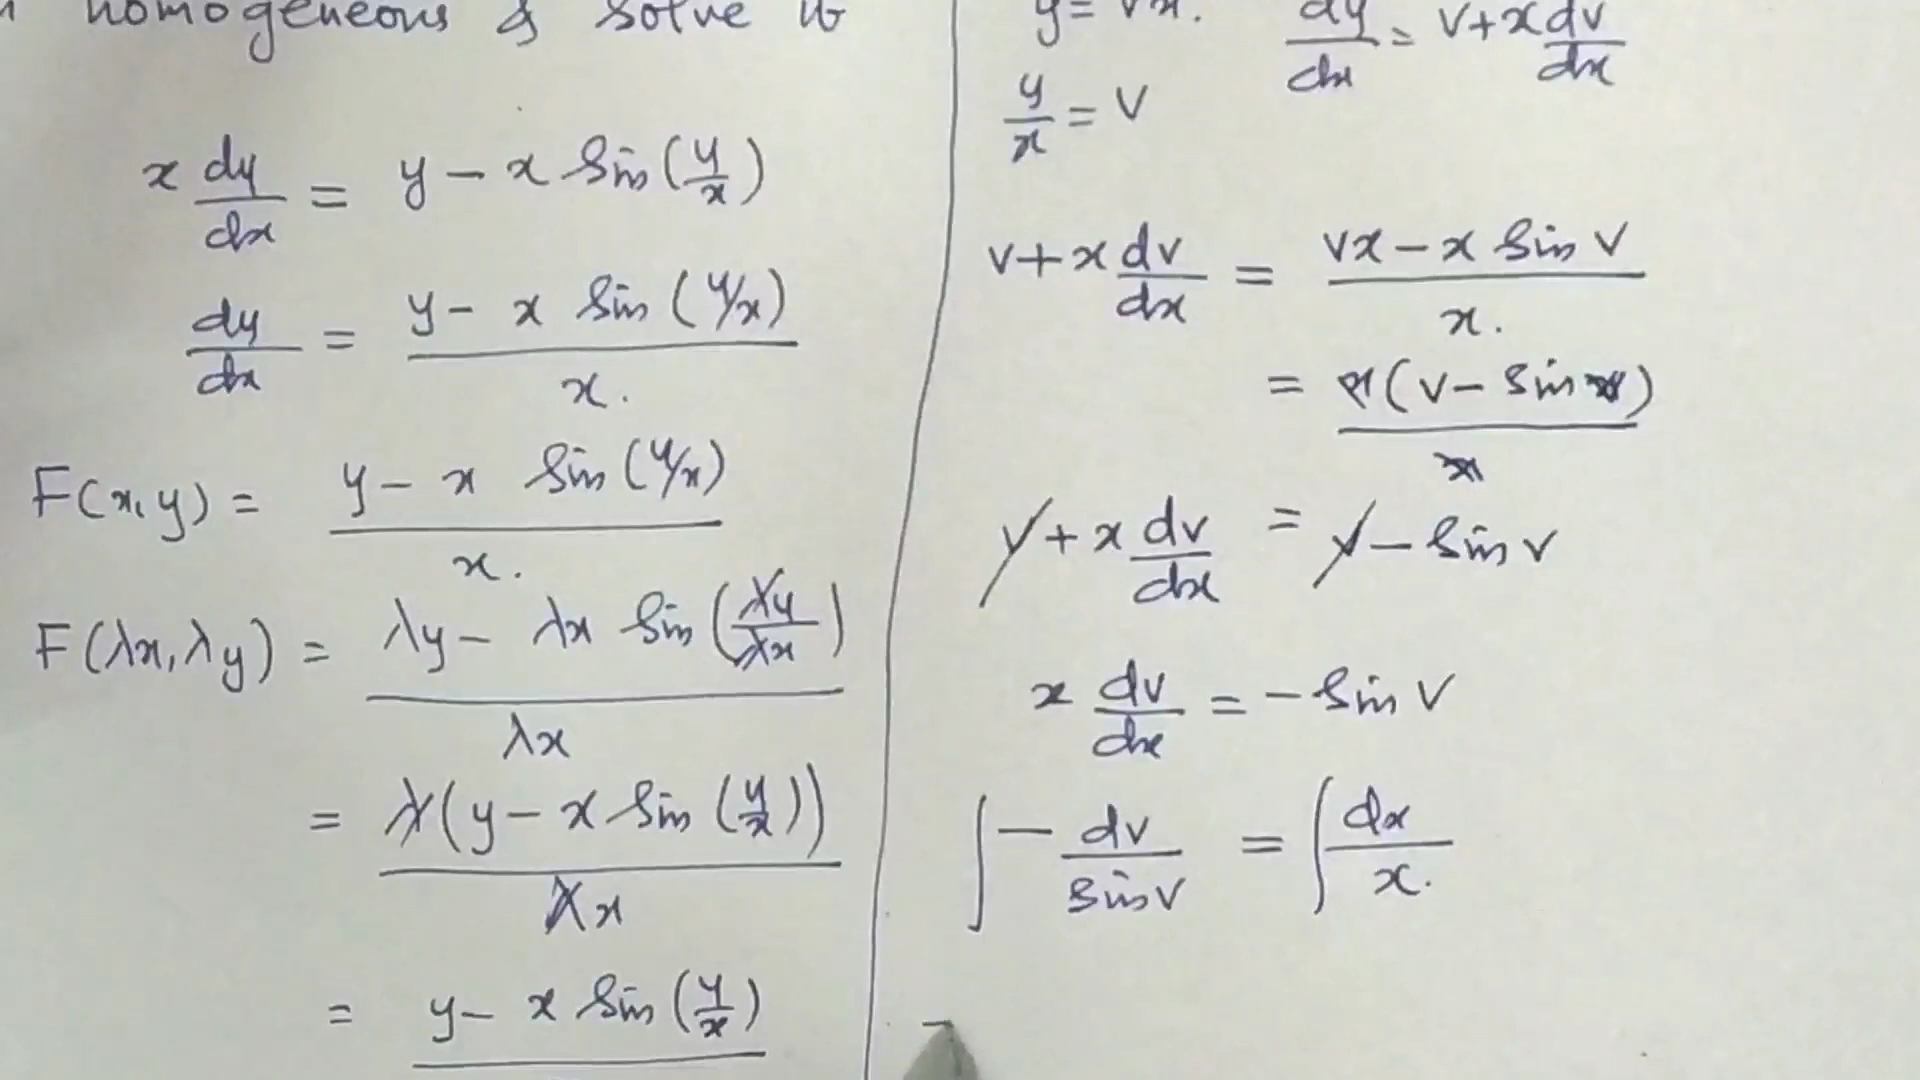 homogeneous & solve it
x dy/dx = y - x sin(y/x)
dy/dx = y - x sin(y/x) / x.
F(x,y) = y - x sin(y/x) / x.
F(λx,λy) = λy - λx sin(λy/λx) / λx
= λ(y - x sin(y/x)) / λx
= y - x sin(y/x)
y = vx. dy/dx = v+x dv/dx
y/x = v
v+x dv/dx = vx - x sin v / x.
= x(v - sin v) / x
v + x dv/dx = v - sin v
x dv/dx = - sin v
∫ - dv/sin v = ∫ dx/x.
-